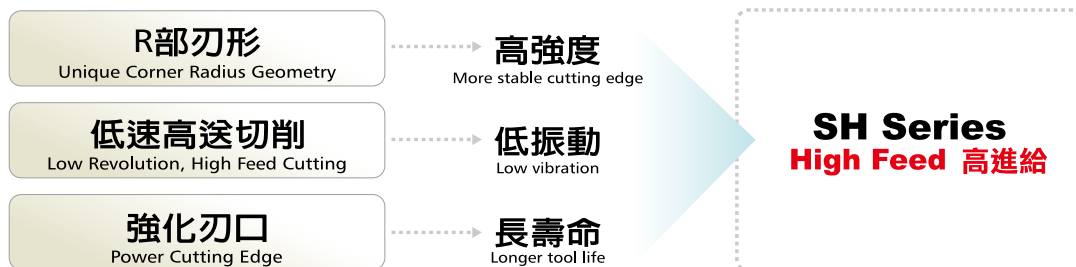 R部刃形
Unique Corner Radius Geometry
高強度
More stable cutting edge
低速高送切削
Low Revolution, High Feed Cutting
低振動
Low vibration
強化刃口
Power Cutting Edge
長壽命
Longer tool life
SH Series
High Feed 高進給